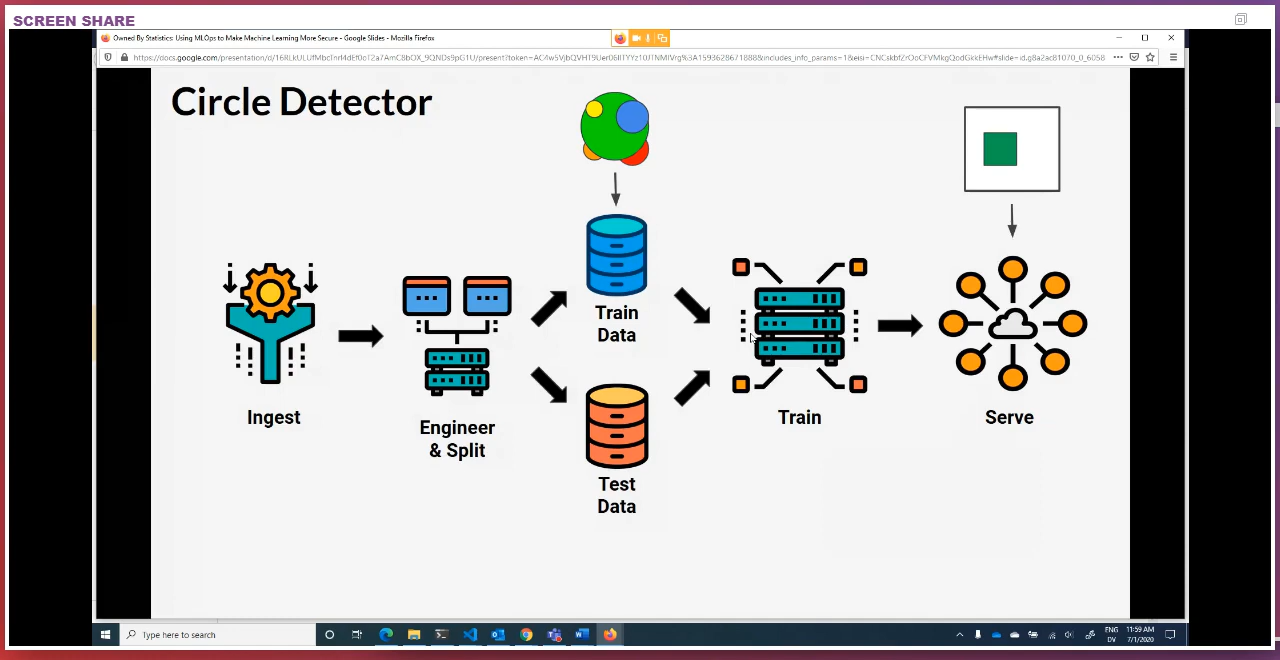 SCREEN SHARE
Owned By Statistics: Using MLOps to Make Machine Learning More Secure - Google Slides - Mozilla Firefox
Circle Detector
Train
Data
Ingest
Engineer
& Split
Train
Serve
Test
Data
Type here to search
ENG
DV
11:59 AM
7/1/2020